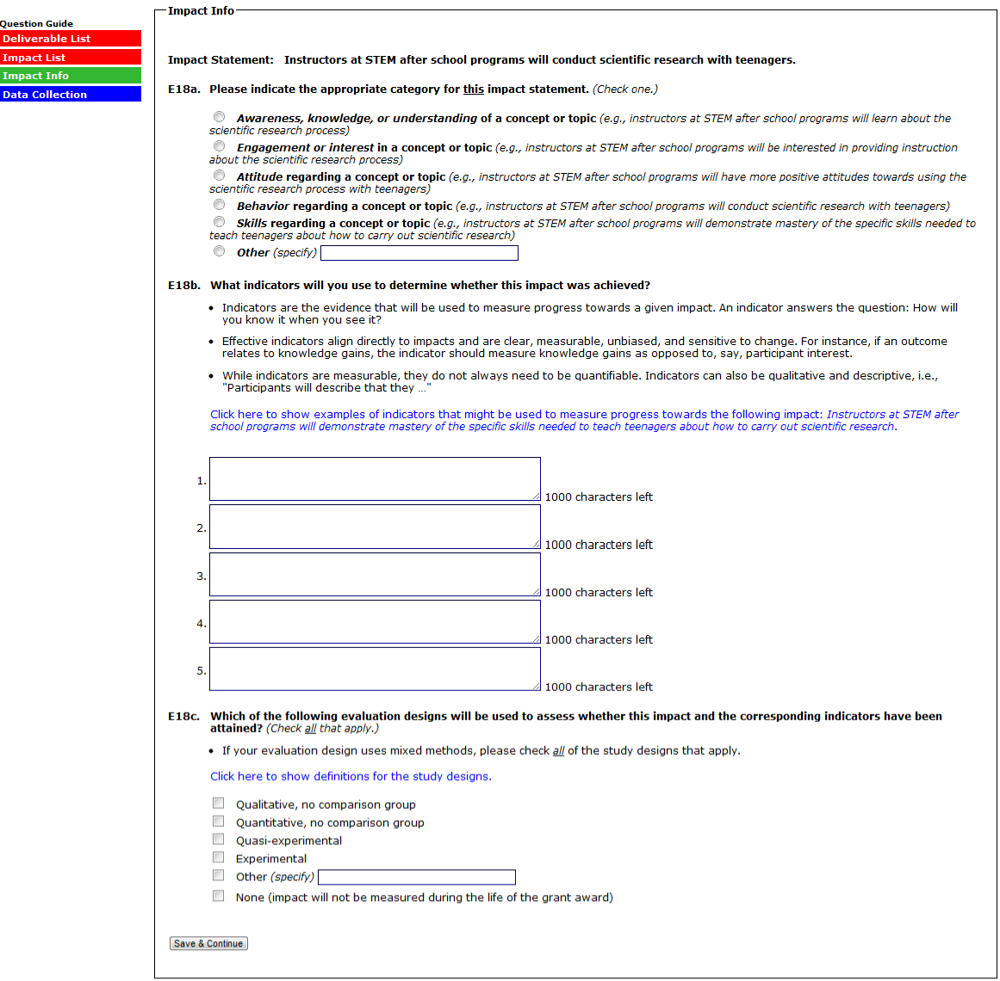 Impact Info
Question Guide
Deliverable List
Impact List
Impact Info
Data Collection
Impact Statement: Instructors at STEM after school programs will conduct scientific research with teenagers.
E18a. Please indicate the appropriate category for this impact statement. (Check one.)
Awareness, knowledge, or understanding of a concept or topic (e.g., instructors at STEM after school programs will learn about the
scientific research process)
Engagement or interest in a concept or topic (e.g., instructors at STEM after school programs will be interested in providing instruction
about the scientific research process)
Attitude regarding a concept or topic (e.g., instructors at STEM after school programs will have more positive attitudes towards using the
scientific research process with teenagers)
Behavior regarding a concept or topic (e.g., instructors at STEM after school programs will conduct scientific research with teenagers)
Skills regarding a concept or topic (e.g., instructors at STEM after school programs will demonstrate mastery of the specific skills needed to
teach teenagers about how to carry out scientific research)
Other (specify)
E18b. What indicators will you use to determine whether this impact was achieved?
• Indicators are the evidence that will be used to measure progress towards a given impact. An indicator answers the question: How will
you know it when you see it?
• Effective indicators align directly to impacts and are clear, measurable, unbiased, and sensitive to change. For instance, if an outcome
relates to knowledge gains, the indicator should measure knowledge gains as opposed to, say, participant interest.
• While indicators are measurable, they do not always need to be quantifiable. Indicators can also be qualitative and descriptive, i.e.,
"Participants will describe that they ..."
Click here to show examples of indicators that might be used to measure progress towards the following impact: Instructors at STEM after
school programs will demonstrate mastery of the specific skills needed to teach teenagers about how to carry out scientific research.
1. 1000 characters left
2. 1000 characters left
3. 1000 characters left
4. 1000 characters left
5. 1000 characters left
E18c. Which of the following evaluation designs will be used to assess whether this impact and the corresponding indicators have been
attained? (Check all that apply.)
• If your evaluation design uses mixed methods, please check all of the study designs that apply.
Click here to show definitions for the study designs.
Qualitative, no comparison group
Quantitative, no comparison group
Quasi-experimental
Experimental
Other (specify)
None (impact will not be measured during the life of the grant award)
Save & Continue